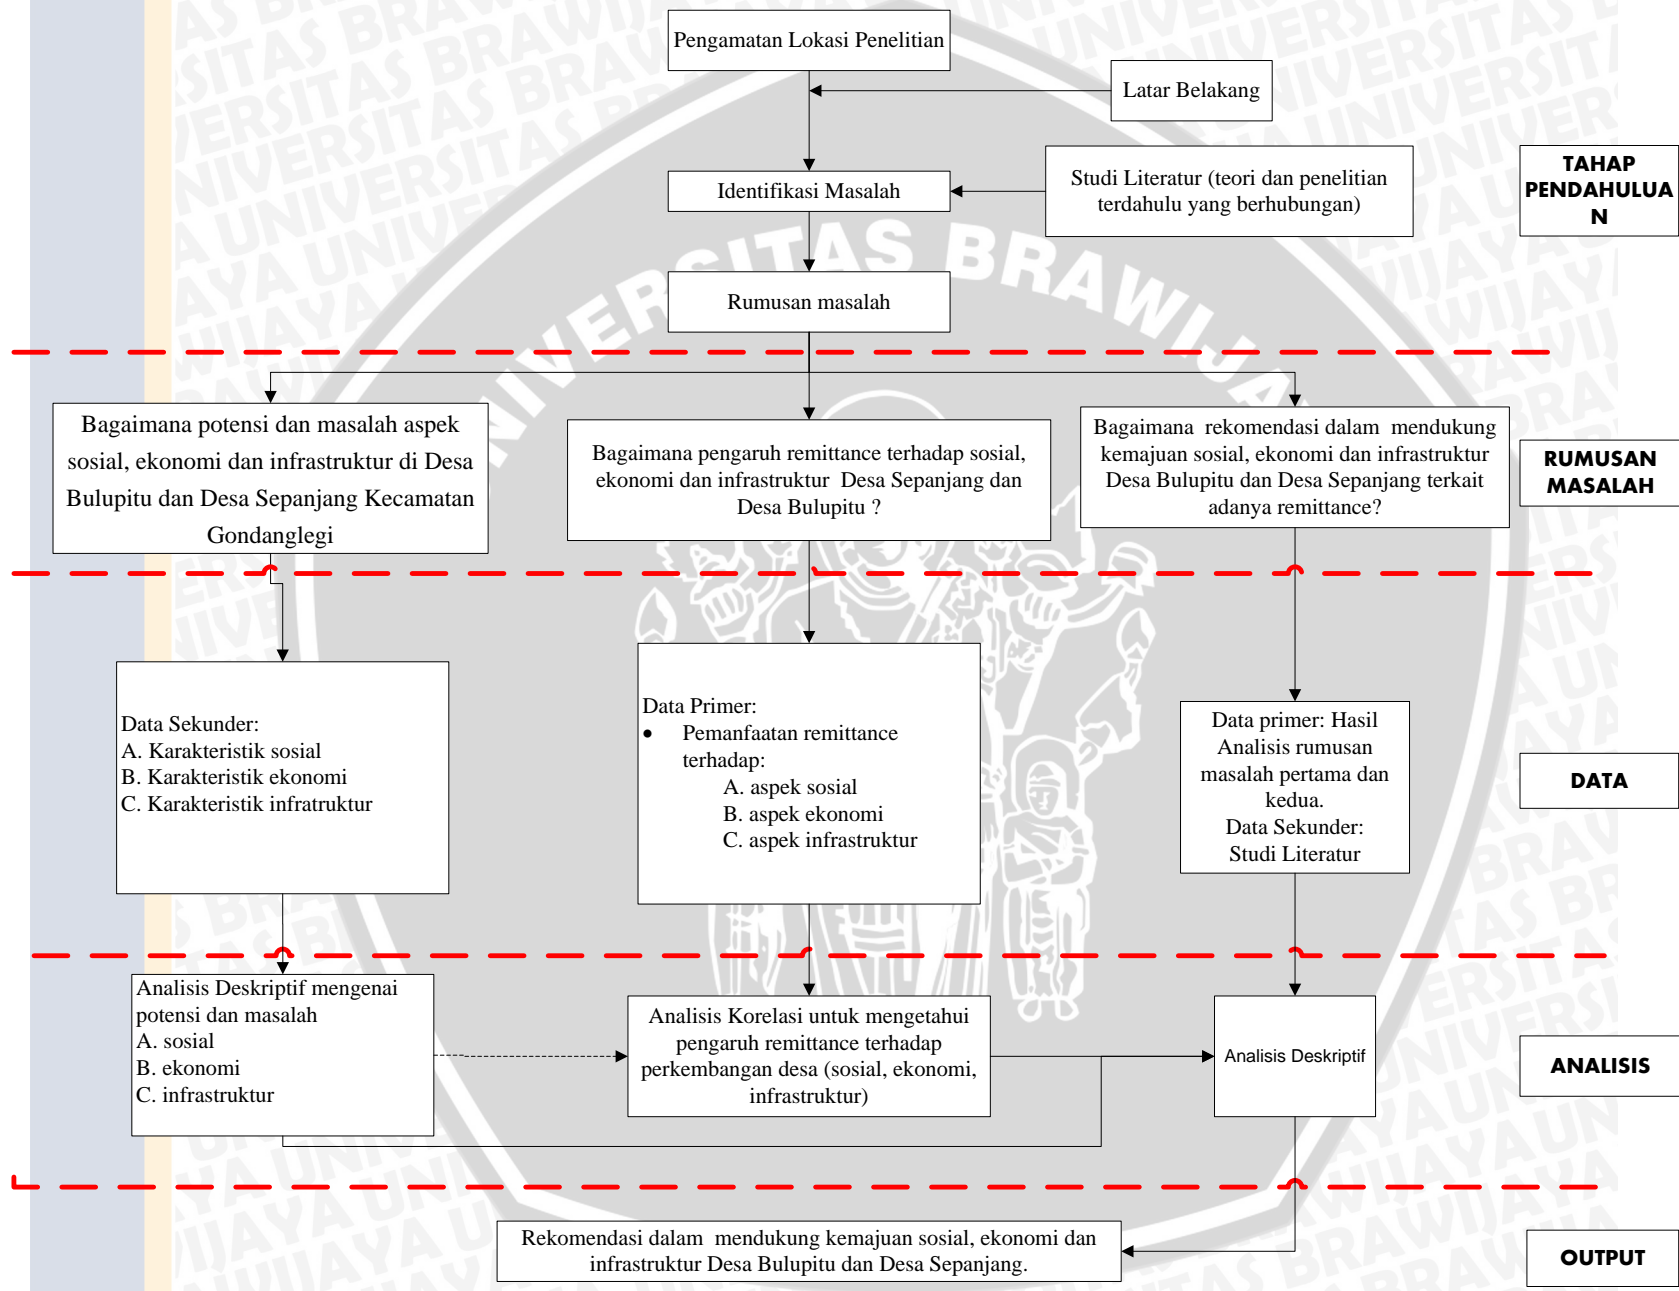 Pengamatan Lokasi Penelitian
Latar Belakang
Identifikasi Masalah
Studi Literatur (teori dan penelitian
terdahulu yang berhubungan)
TAHAP
PENDAHULUA
N
Rumusan masalah
UNIVERSITAS BRAWIJAYA
Bagaimana potensi dan masalah aspek
sosial, ekonomi dan infrastruktur di Desa
Bulupitu dan Desa Sepanjang Kecamatan
Gondanglegi
Bagaimana pengaruh remittance terhadap sosial,
ekonomi dan infrastruktur Desa Sepanjang dan
Desa Bulupitu ?
Bagaimana rekomendasi dalam mendukung
kemajuan sosial, ekonomi dan infrastruktur
Desa Bulupitu dan Desa Sepanjang terkait
adanya remittance?
RUMUSAN
MASALAH
Data Sekunder:
A. Karakteristik sosial
B. Karakteristik ekonomi
C. Karakteristik infratruktur
Data Primer:
• Pemanfaatan remittance
terhadap:
A. aspek sosial
B. aspek ekonomi
C. aspek infrastruktur
Data primer: Hasil
Analisis rumusan
masalah pertama dan
kedua.
Data Sekunder:
Studi Literatur
DATA
Analisis Deskriptif mengenai
potensi dan masalah
A. sosial
B. ekonomi
C. infrastruktur
Analisis Korelasi untuk mengetahui
pengaruh remittance terhadap
perkembangan desa (sosial, ekonomi,
infrastruktur)
Analisis Deskriptif
ANALISIS
Rekomendasi dalam mendukung kemajuan sosial, ekonomi dan
infrastruktur Desa Bulupitu dan Desa Sepanjang.
OUTPUT